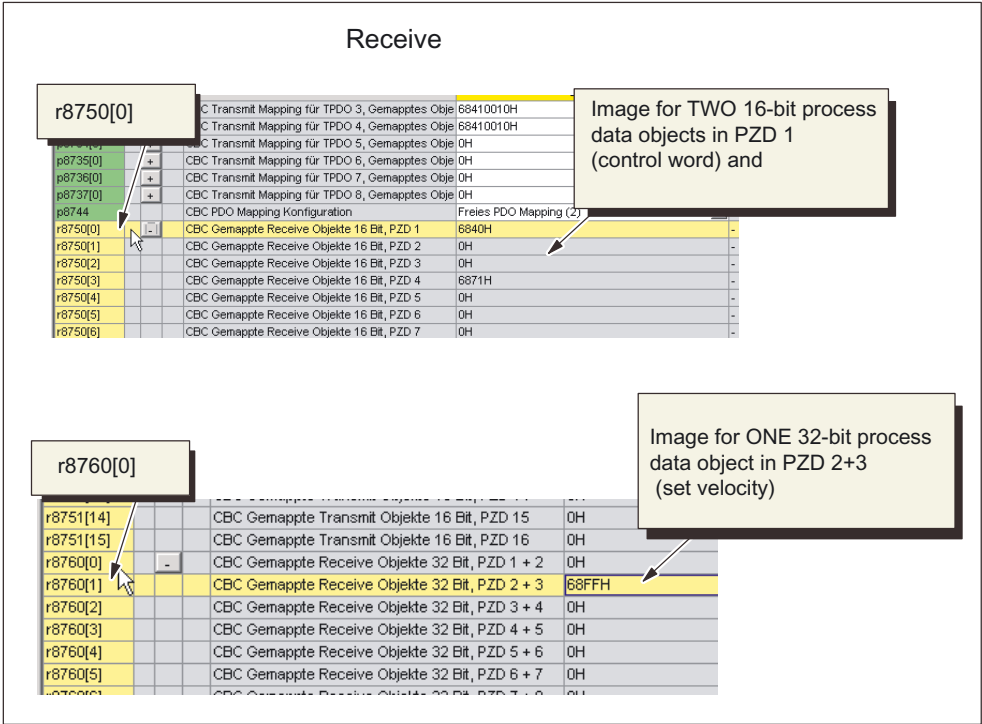 Receive
r8750[0]
Image for TWO 16-bit process
data objects in PZD 1
(control word) and
C Transmit Mapping für TPDO 3, Gemapptes Obje 68410010H
CBC Transmit Mapping für TPDO 4, Gemapptes Obje 68410010H
CBC Transmit Mapping für TPDO 5, Gemapptes Obje 0H
p8735[0] + CBC Transmit Mapping für TPDO 6, Gemapptes Obje 0H
p8736[0] + CBC Transmit Mapping für TPDO 7, Gemapptes Obje 0H
p8737[0] + CBC Transmit Mapping für TPDO 8, Gemapptes Obje 0H
p8744 CBC PDO Mapping Konfiguration Freies PDO Mapping (2)
r8750[0] - CBC Gemappte Receive Objekte 16 Bit, PZD 1 6840H -
r8750[1] CBC Gemappte Receive Objekte 16 Bit, PZD 2 0H -
r8750[2] CBC Gemappte Receive Objekte 16 Bit, PZD 3 0H -
r8750[3] CBC Gemappte Receive Objekte 16 Bit, PZD 4 6871H -
r8750[4] CBC Gemappte Receive Objekte 16 Bit, PZD 5 0H -
r8750[5] CBC Gemappte Receive Objekte 16 Bit, PZD 6 0H -
r8750[6] CBC Gemappte Receive Objekte 16 Bit, PZD 7 0H -
r8760[0]
Image for ONE 32-bit process
data object in PZD 2+3
(set velocity)
r8751[14] CBC Gemappte Transmit Objekte 16 Bit, PZD 15 0H
r8751[15] CBC Gemappte Transmit Objekte 16 Bit, PZD 16 0H
r8760[0] - CBC Gemappte Receive Objekte 32 Bit, PZD 1 + 2 0H
r8760[1] CBC Gemappte Receive Objekte 32 Bit, PZD 2 + 3 68FFH
r8760[2] CBC Gemappte Receive Objekte 32 Bit, PZD 3 + 4 0H
r8760[3] CBC Gemappte Receive Objekte 32 Bit, PZD 4 + 5 0H
r8760[4] CBC Gemappte Receive Objekte 32 Bit, PZD 5 + 6 0H
r8760[5] CBC Gemappte Receive Objekte 32 Bit, PZD 6 + 7 0H